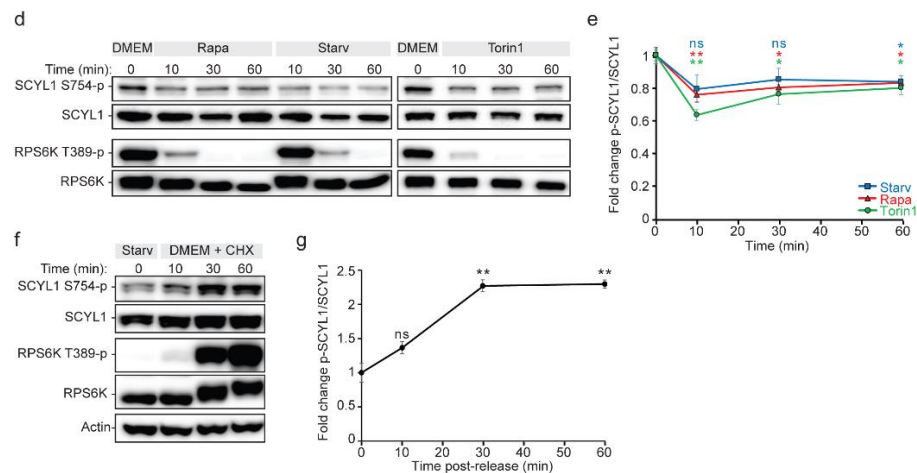 d
DMEM Rapa Starv DMEM Torin1
Time (min): 0 10 30 60 10 30 60 0 10 30 60
SCYL1 S754-p
SCYL1
RPS6K T389-p
RPS6K
e
Fold change p-SCYL1/SCYL1
1
0.8
0.6
0.4
0.2
0
ns ns *
** * *
** * *
Starv
Rapa
Torin1
0 10 20 30 40 50 60
Time (min)
f
Starv DMEM + CHX
Time (min): 0 10 30 60
SCYL1 S754-p
SCYL1
RPS6K T389-p
RPS6K
Actin
g
Fold change p-SCYL1/SCYL1
2.5
2
1.5
1
0.5
0
ns ** **
0 10 20 30 40 50 60
Time post-release (min)